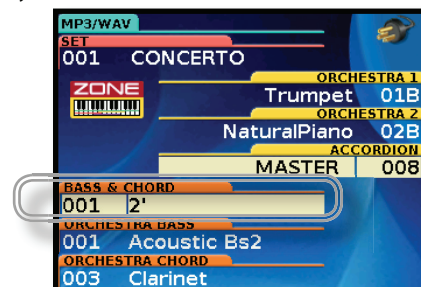 MP3/WAV
SET
001 CONCERTO
ZONE
ORCHESTRA 1
Trumpet 01B
ORCHESTRA 2
NaturalPiano 02B
ACCORDION
MASTER 008
BASS & CHORD
001 2'
ORCHESTRA BASS
001 Acoustic Bs2
ORCHESTRA CHORD
003 Clarinet